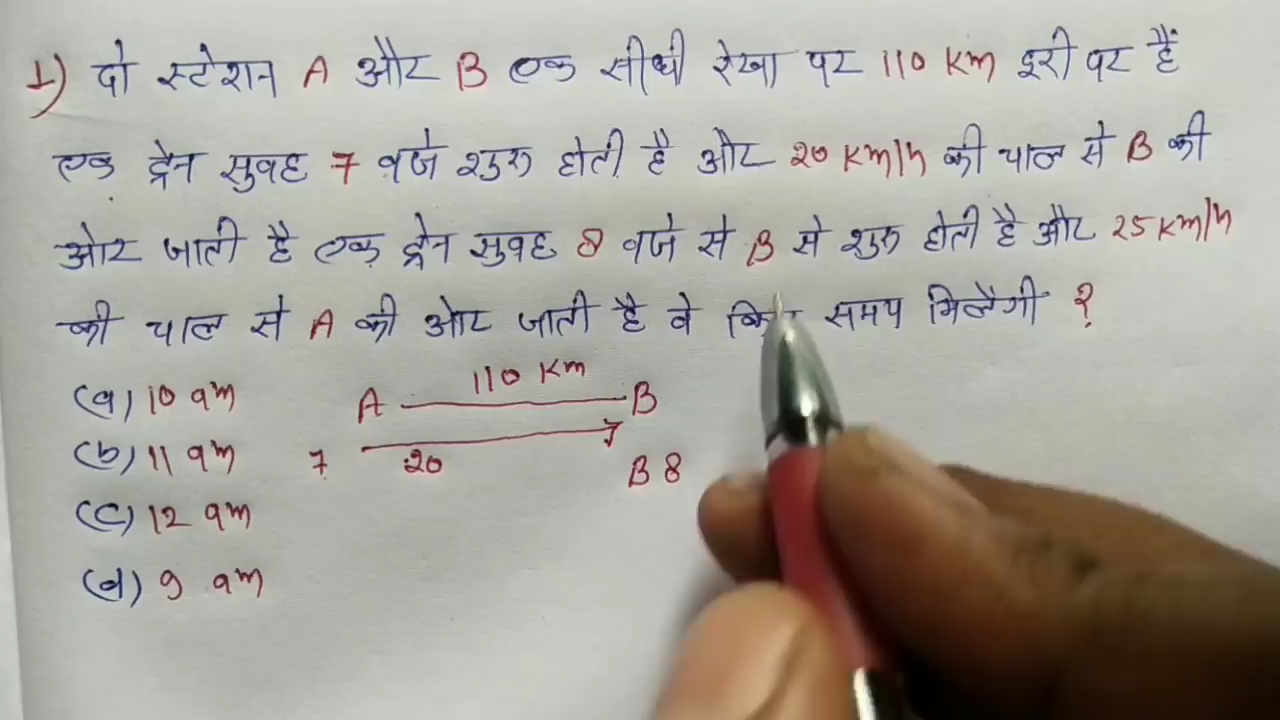 1) दो स्टेशन A और B एक सीधी रेखा पर 110 Km दूरी पर हैं
एक ट्रेन सुबह 7 बजे शुरू होती है और 20 Km/h की चाल से B की
ओर जाती है एक ट्रेन सुबह 8 बजे से B से शुरू होती है और 25 Km/h
की चाल से A की ओर जाती है वे समय मिलेगी ?
(a) 10 am
(b) 11 am
(c) 12 am
(d) 9 am
A 110 Km B
7 20 B 8